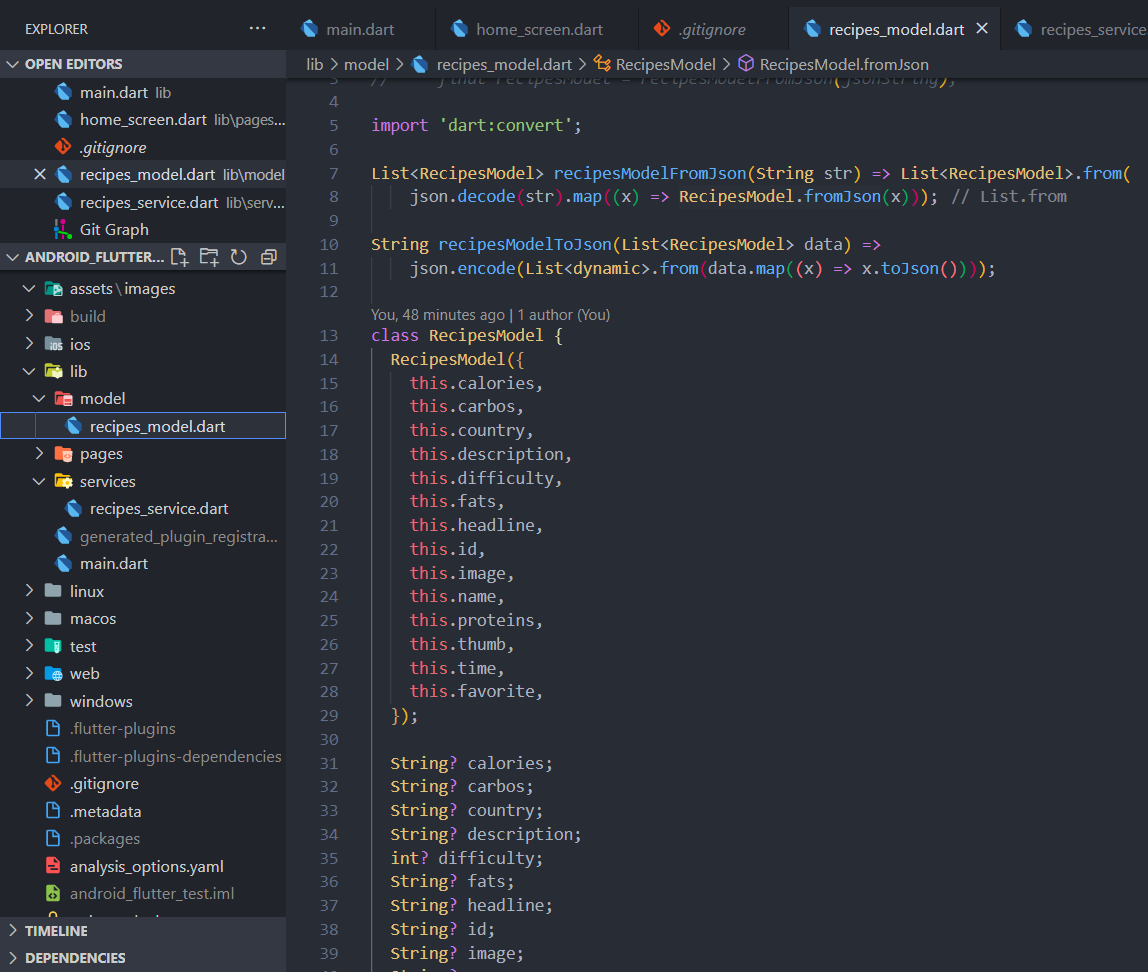 EXPLORER
OPEN EDITORS
main.dart lib
home_screen.dart lib\pages...
.gitignore
recipes_model.dart lib\model
recipes_service.dart lib\serv...
Git Graph
ANDROID_FLUTTER...
assets\images
build
ios
lib
model
recipes_model.dart
pages
services
recipes_service.dart
generated_plugin_registra...
main.dart
linux
macos
test
web
windows
.flutter-plugins
.flutter-plugins-dependencies
.gitignore
.metadata
.packages
analysis_options.yaml
android_flutter_test.iml
TIMELINE
DEPENDENCIES
main.dart home_screen.dart .gitignore recipes_model.dart recipes_service
lib > model > recipes_model.dart > RecipesModel > RecipesModel.fromJson
3 // final recipesModel = recipesModelFromJson(jsonString);
4
5 import 'dart:convert';
6
7 List<RecipesModel> recipesModelFromJson(String str) => List<RecipesModel>.from(
8 json.decode(str).map((x) => RecipesModel.fromJson(x))); // List.from
9
10 String recipesModelToJson(List<RecipesModel> data) =>
11 json.encode(List<dynamic>.from(data.map((x) => x.toJson())));
12
You, 48 minutes ago | 1 author (You)
13 class RecipesModel {
14 RecipesModel({
15 this.calories,
16 this.carbos,
17 this.country,
18 this.description,
19 this.difficulty,
20 this.fats,
21 this.headline,
22 this.id,
23 this.image,
24 this.name,
25 this.proteins,
26 this.thumb,
27 this.time,
28 this.favorite,
29 });
30
31 String? calories;
32 String? carbos;
33 String? country;
34 String? description;
35 int? difficulty;
36 String? fats;
37 String? headline;
38 String? id;
39 String? image;